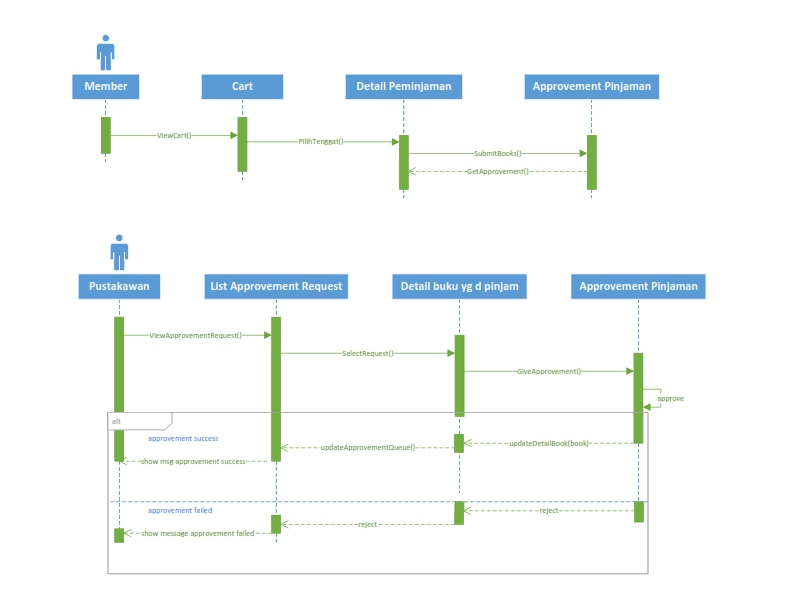 Member
Cart
Detail Peminjaman
Approvement Pinjaman
ViewCart()
PilihTenggat()
SubmitBooks()
GetApprovement()
Pustakawan
List Approvement Request
Detail buku yg d pinjam
Approvement Pinjaman
ViewApprovementRequest()
SelectRequest()
GiveApprovement()
approve
alt
approvement success
updateDetailBook(book)
updateApprovementQueue()
show msg approvement success
approvement failed
reject
reject
show message approvement failed